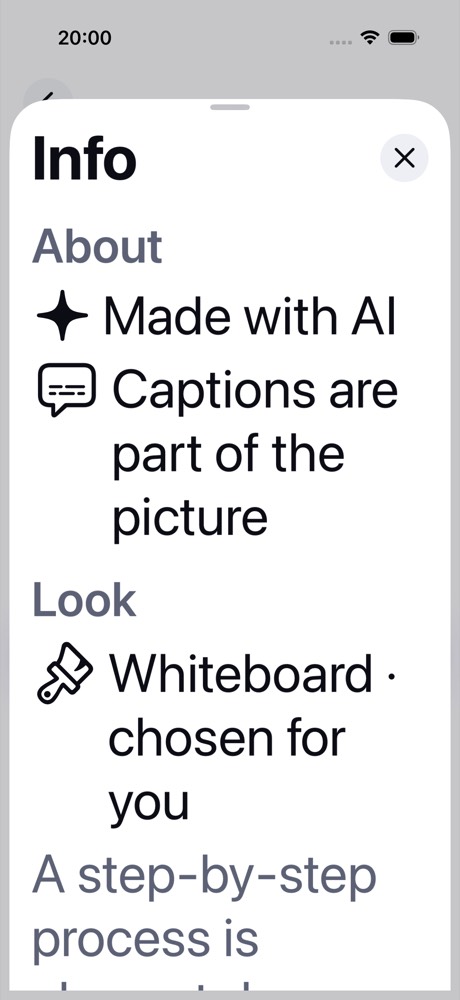 20:00
Info
About
Made with AI
Captions are
part of the
picture
Look
Whiteboard ·
chosen for
you
A step-by-step
process is